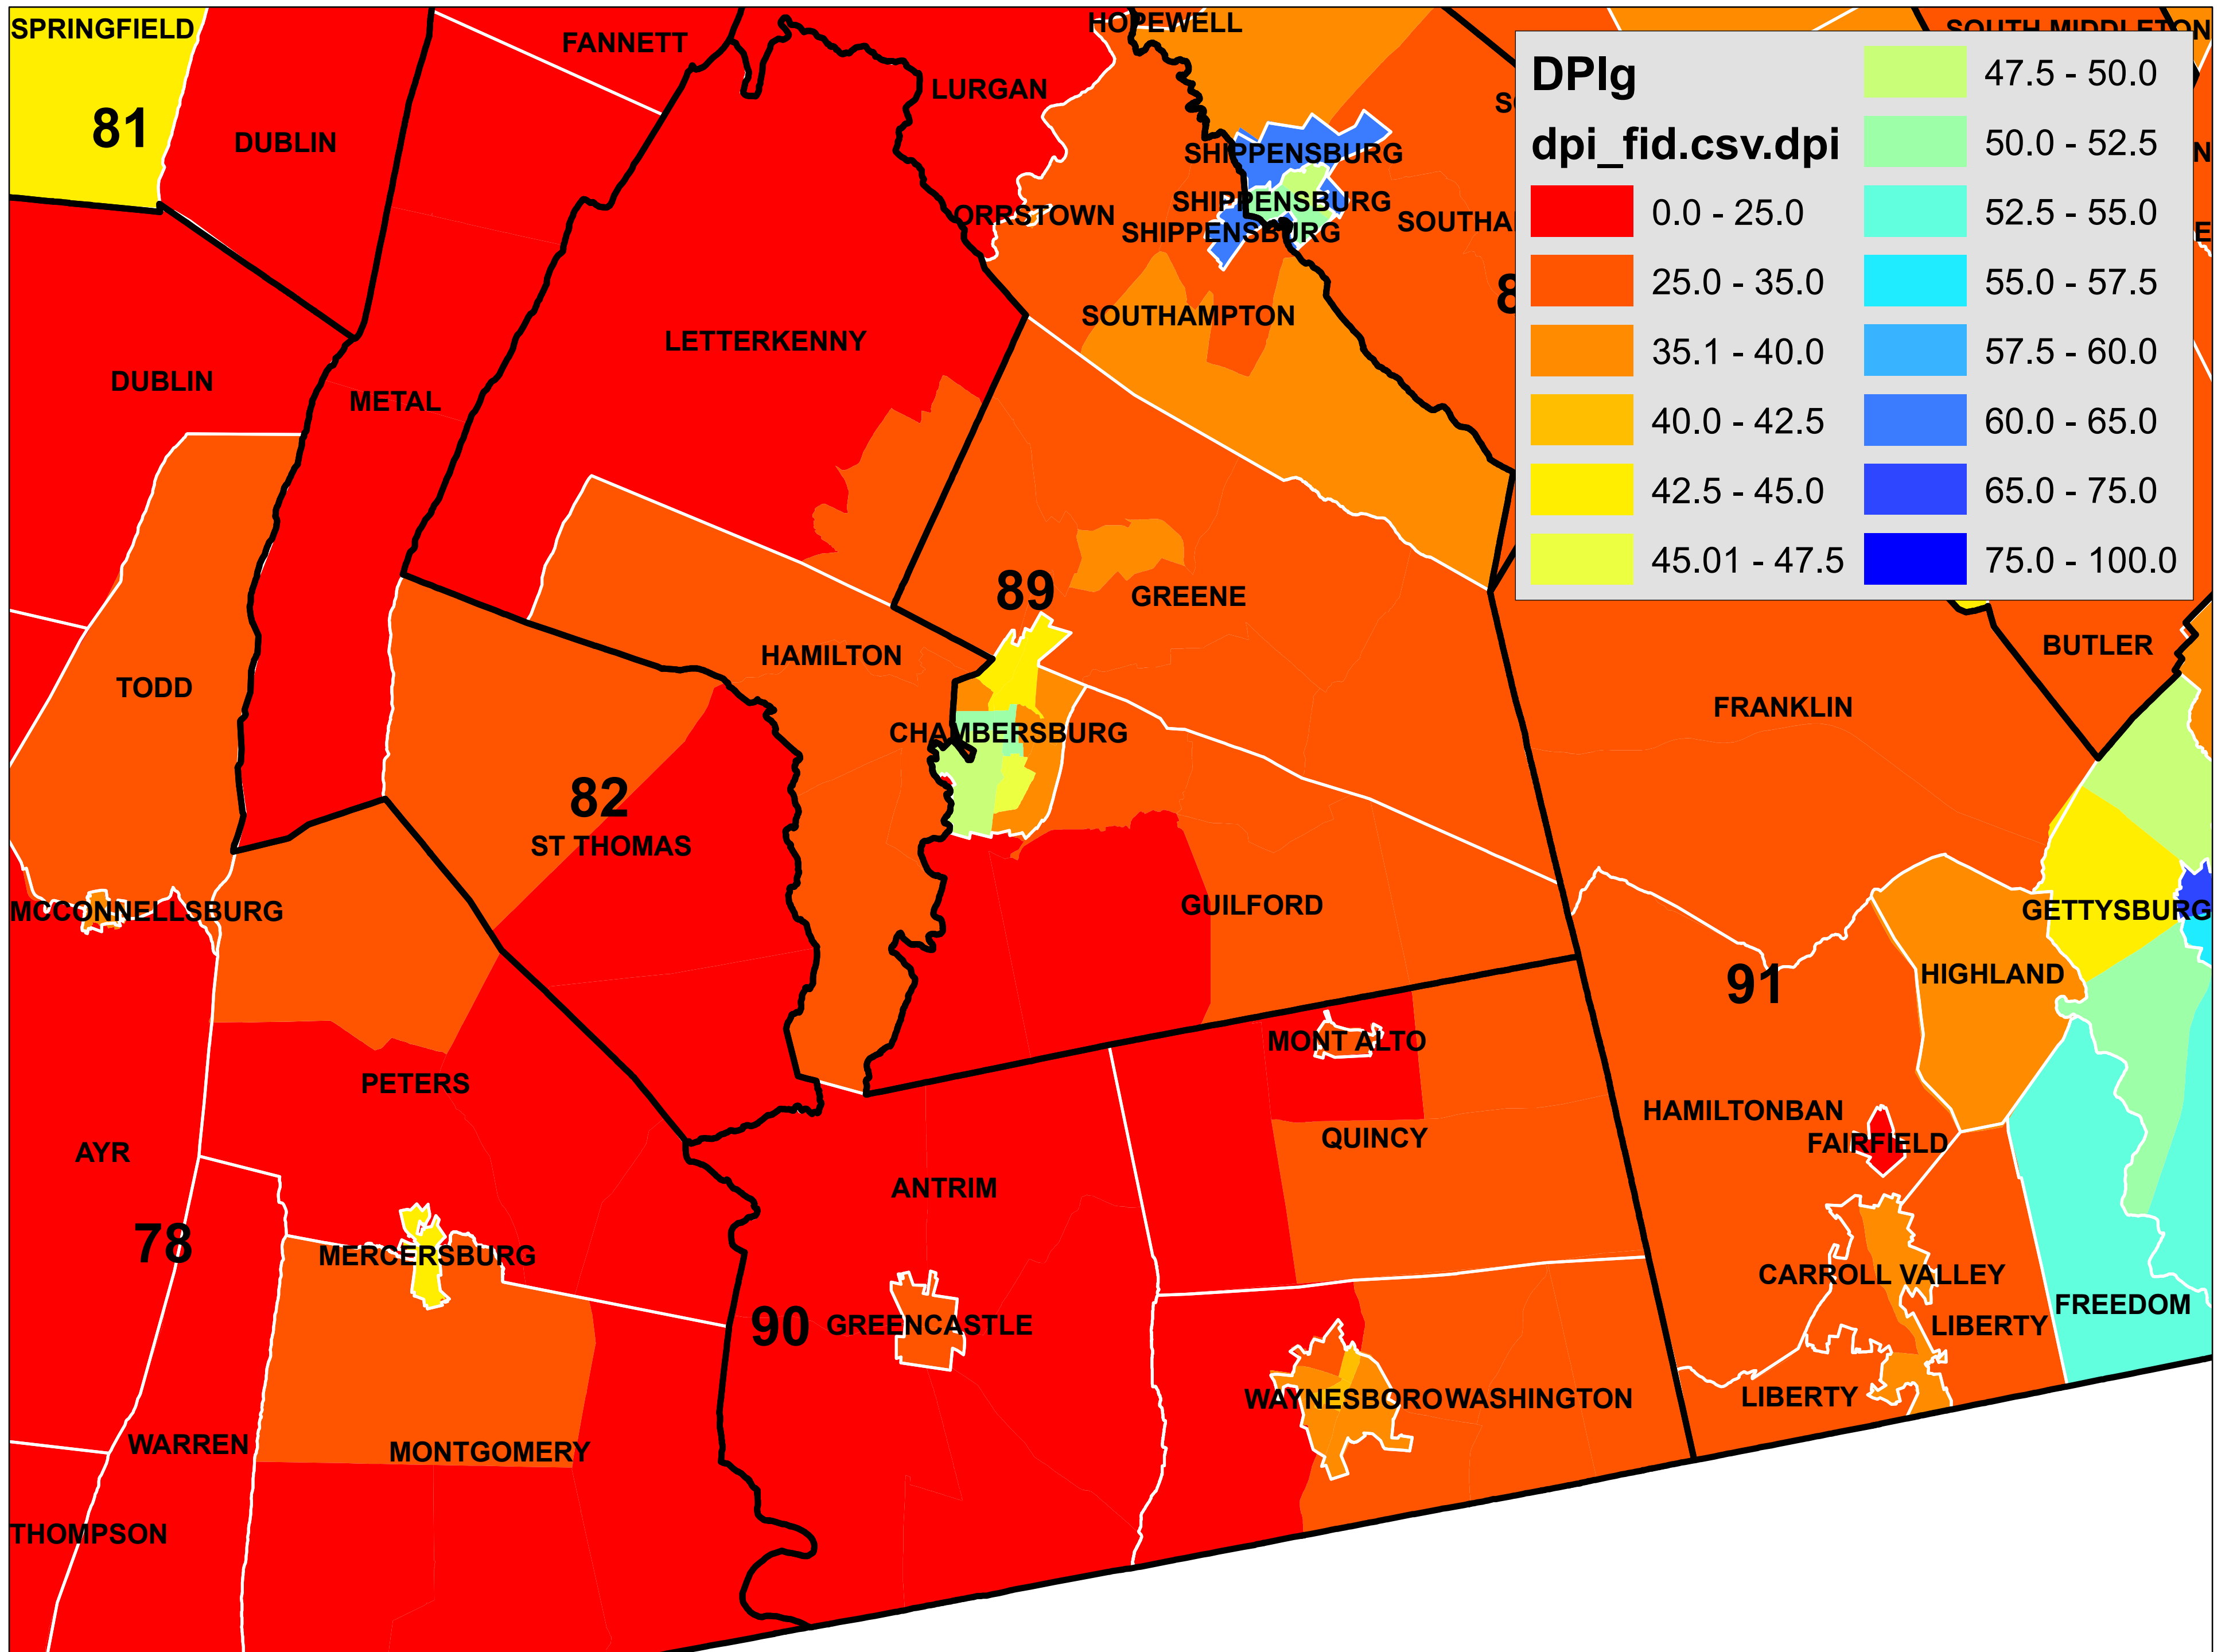 SPRINGFIELD
FANNETT
HOPEWELL
SOUTH MIDDLETON
81
DUBLIN
LURGAN
SHIPPENSBURG
ORRSTOWN
SHIPPENSBURG
SHIPPENSBURG
SOUTHA
LETTERKENNY
SOUTHAMPTON
DUBLIN
METAL
DPIg
dpi_fid.csv.dpi
0.0 - 25.0
25.0 - 35.0
35.1 - 40.0
40.0 - 42.5
42.5 - 45.0
45.01 - 47.5
47.5 - 50.0
50.0 - 52.5
52.5 - 55.0
55.0 - 57.5
57.5 - 60.0
60.0 - 65.0
65.0 - 75.0
75.0 - 100.0
89
GREENE
TODD
HAMILTON
BUTLER
FRANKLIN
CHAMBERSBURG
82
ST THOMAS
MCCONNELLSBURG
GUILFORD
GETTYSBURG
91
HIGHLAND
MONT ALTO
PETERS
HAMILTONBAN
QUINCY
FAIRFIELD
AYR
ANTRIM
78
MERCERSBURG
CARROLL VALLEY
90
GREENCASTLE
LIBERTY
FREEDOM
WAYNESBORO
WASHINGTON
LIBERTY
WARREN
MONTGOMERY
THOMPSON